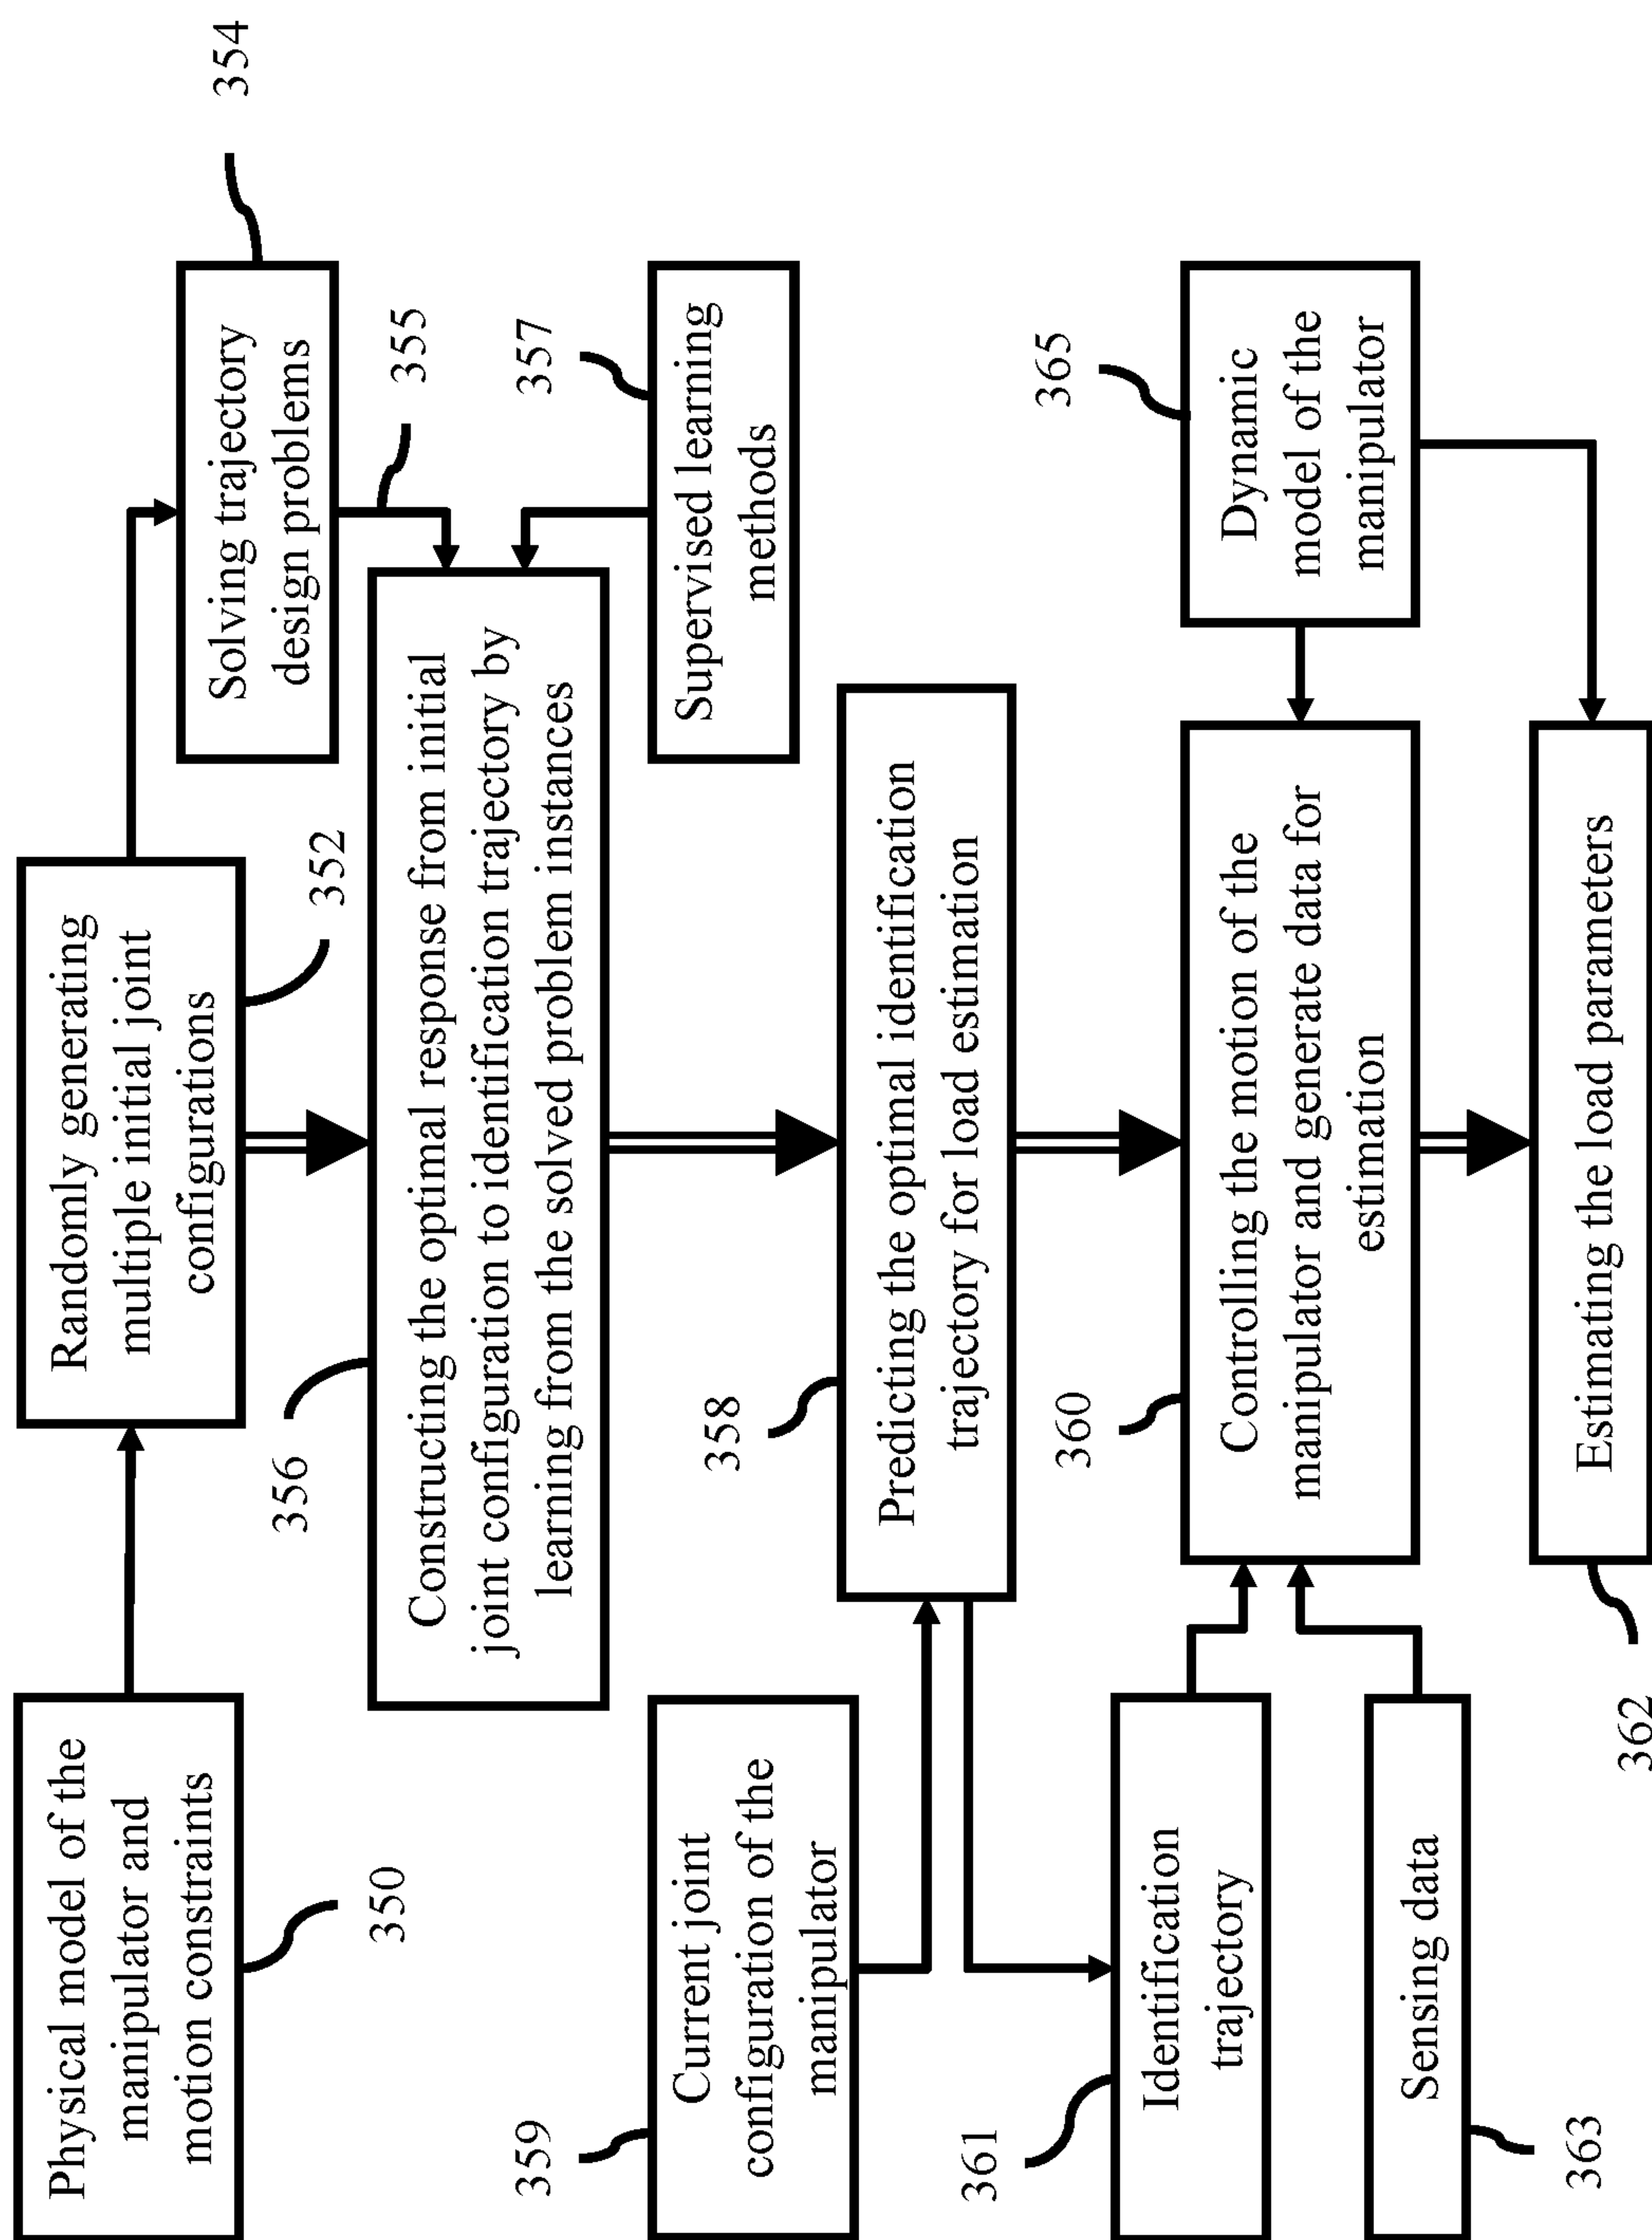 Physical model of the
manipulator and
motion constraints
350
Randomly generating
multiple initial joint
configurations
352
Solving trajectory
design problems
354
355
356
Constructing the optimal response from initial
joint configuration to identification trajectory by
learning from the solved problem instances
Supervised learning
methods
357
Current joint
configuration of the
manipulator
359
358
Predicting the optimal identification
trajectory for load estimation
361
Identification
trajectory
360
Controlling the motion of the
manipulator and generate data for
estimation
Dynamic
model of the
manipulator
365
Sensing data
363
Estimating the load parameters
362